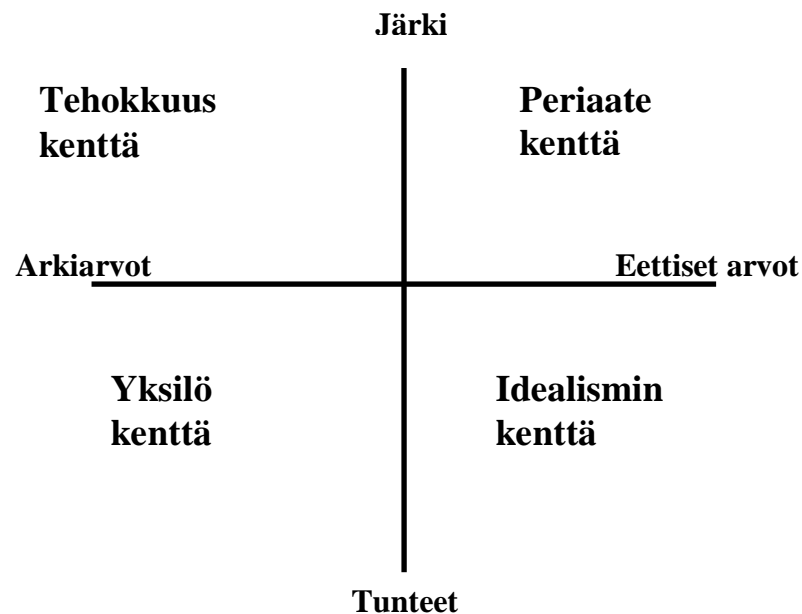 Järki
Tehokkuus
kenttä
Periaate
kenttä
Arkiarvot
Eettiset arvot
Yksilö
kenttä
Idealismin
kenttä
Tunteet